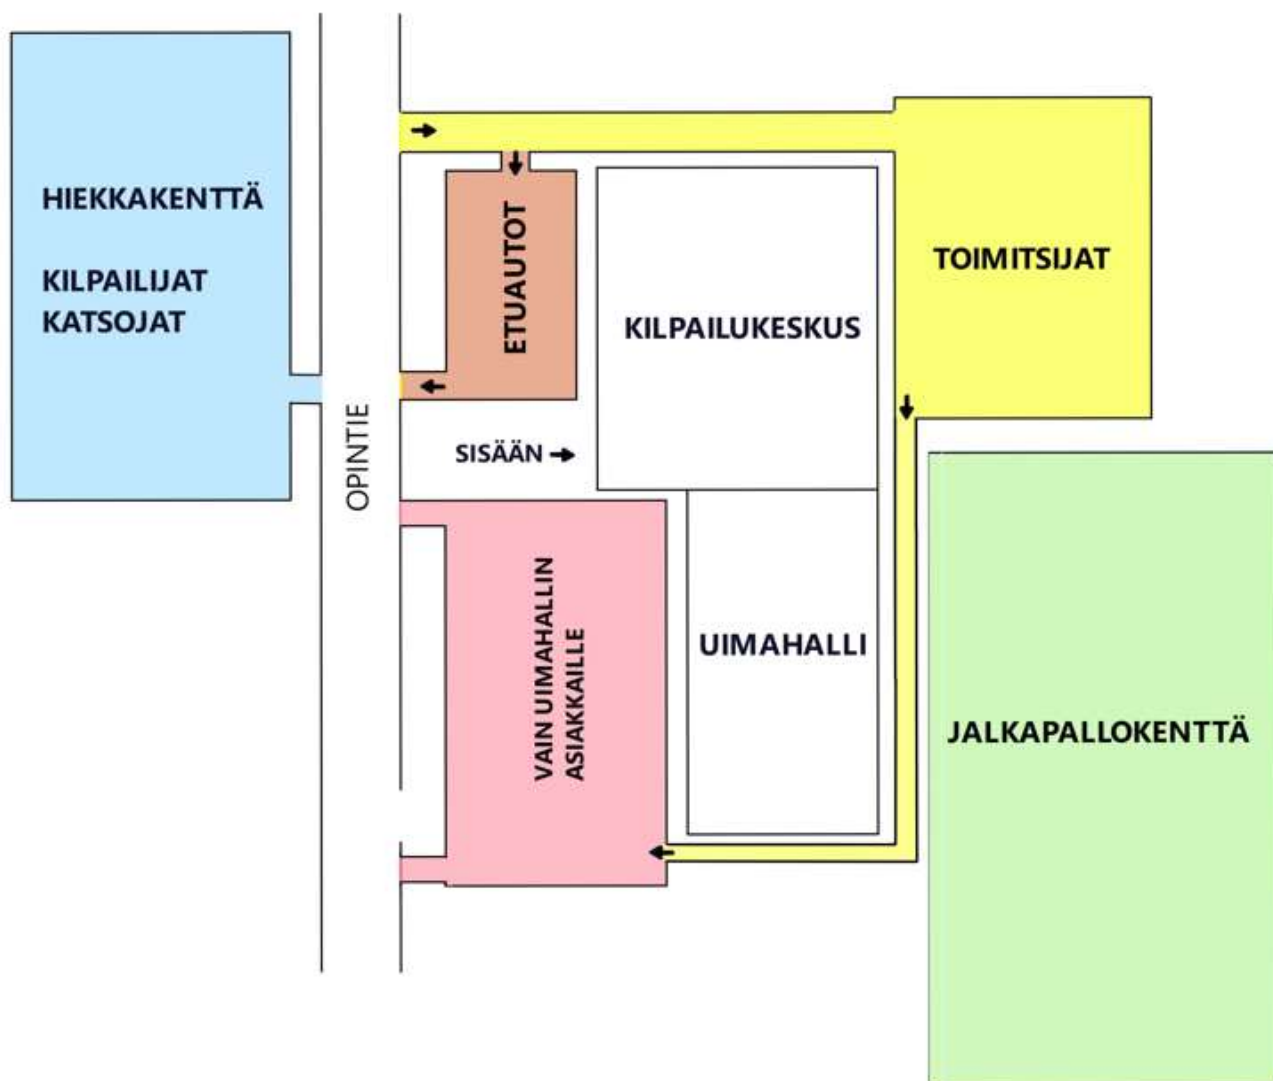 HIEKKAKENTTÄ
KILPAILIJAT
KATSOJAT
OPINTIE
ETUAUTOT
SISÄÄN
KILPAILUKESKUS
TOIMITSIJAT
VAIN UIMAHALLIN
ASIAKKAILLE
UIMAHALLI
JALKAPALLOKENTTÄ